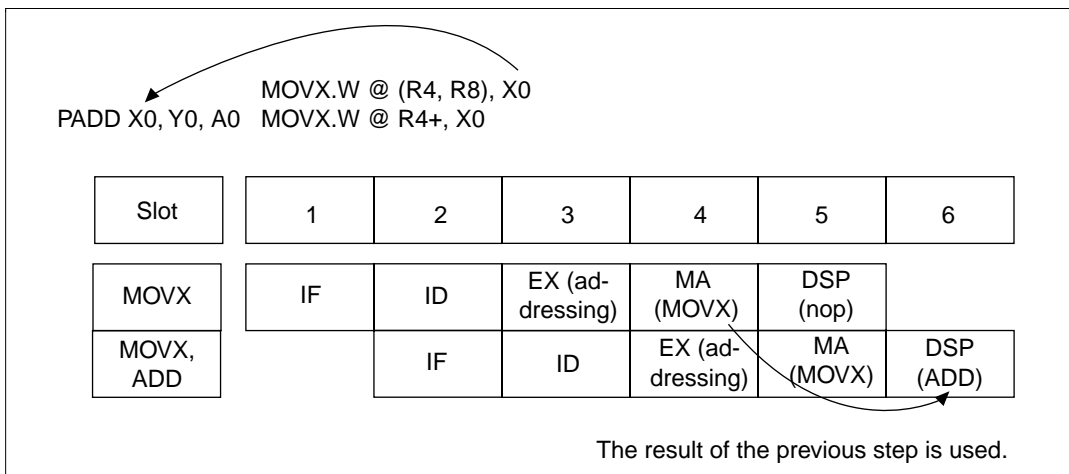 MOVX.W @ (R4, R8), X0
PADD X0, Y0, A0 MOVX.W @ R4+, X0
Slot 1 2 3 4 5 6
MOVX IF ID EX (ad-dressing) MA (MOVX) DSP (nop)
MOVX, ADD IF ID EX (ad-dressing) MA (MOVX) DSP (ADD)
The result of the previous step is used.